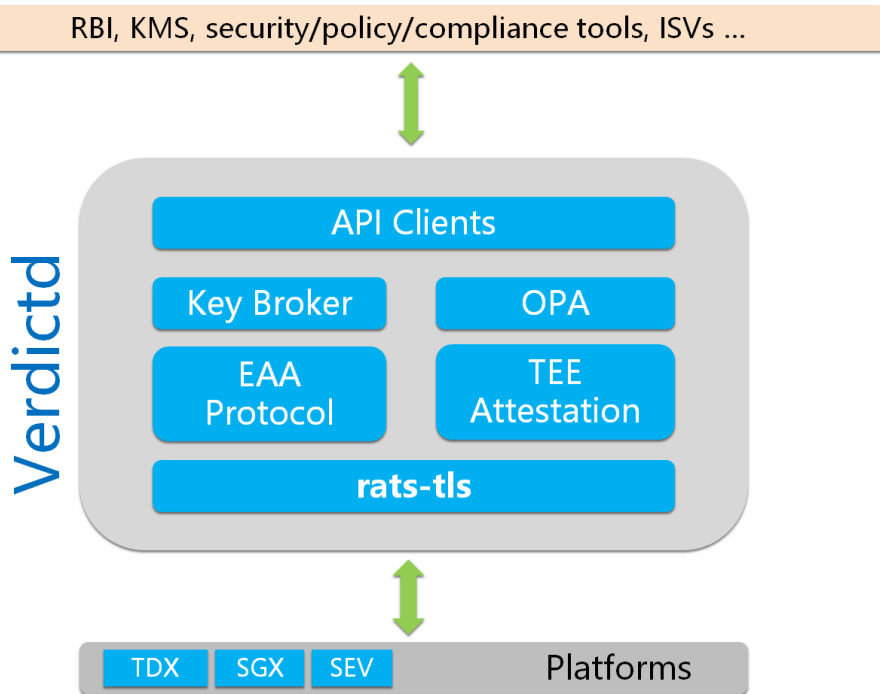 RBI, KMS, security/policy/compliance tools, ISVs ...
Verdictd
API Clients
Key Broker
OPA
EAA
Protocol
TEE
Attestation
rats-tls
TDX
SGX
SEV
Platforms